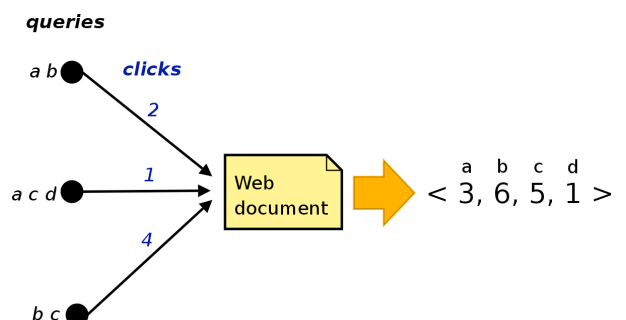 queries
a b
clicks
2
a c d
1
Web
document
a b c d
< 3, 6, 5, 1 >
4
b c